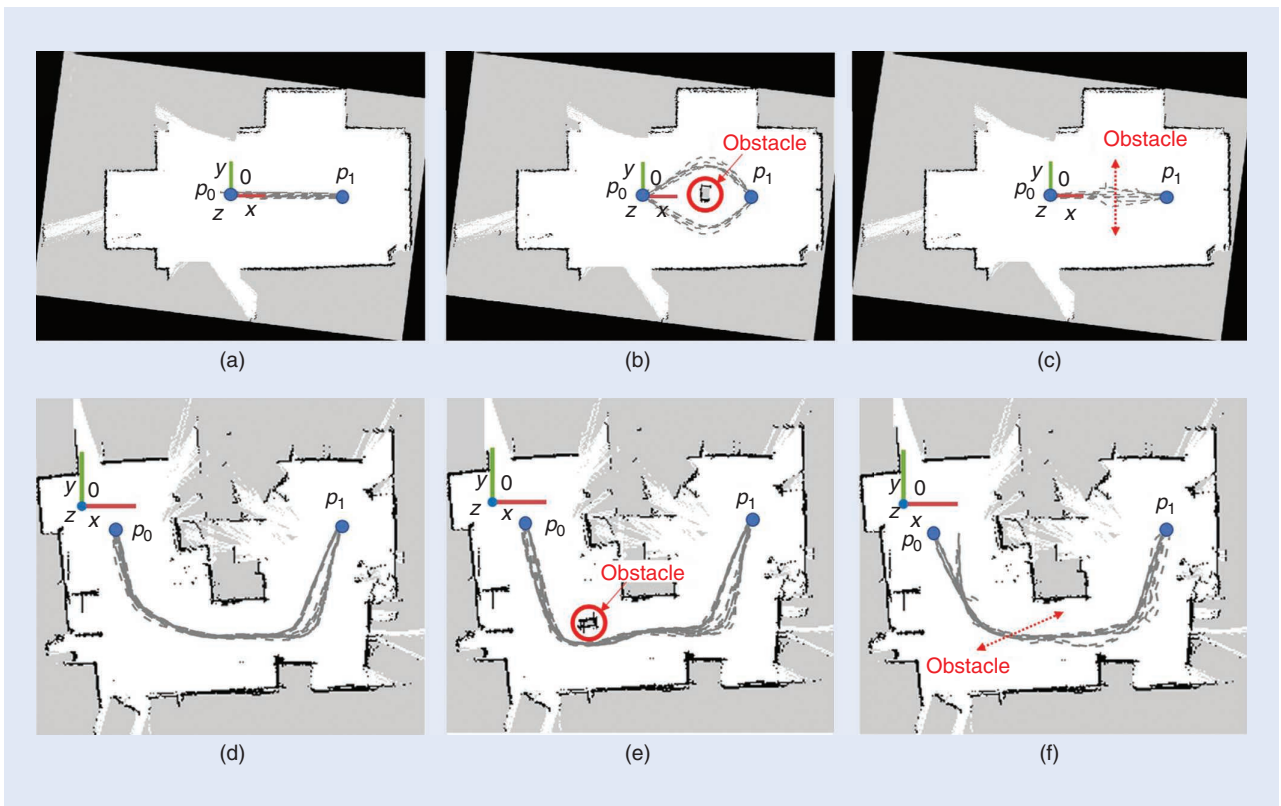 y 0
p0 p1
z x
(a)
Obstacle
y 0
p0 p1
z x
(b)
Obstacle
y 0
p0 p1
z x
(c)
y 0
z x
p0 p1
(d)
y 0
z x
p0 p1
Obstacle
(e)
y 0
z x
p0 p1
Obstacle
(f)